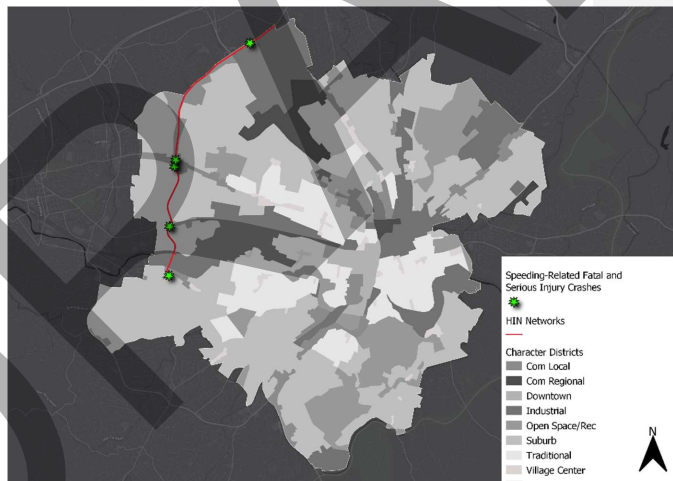 Speeding-Related Fatal and
Serious Injury Crashes
HIN Networks
Character Districts
Com Local
Com Regional
Downtown
Industrial
Open Space/Rec
Suburb
Traditional
Village Center
N